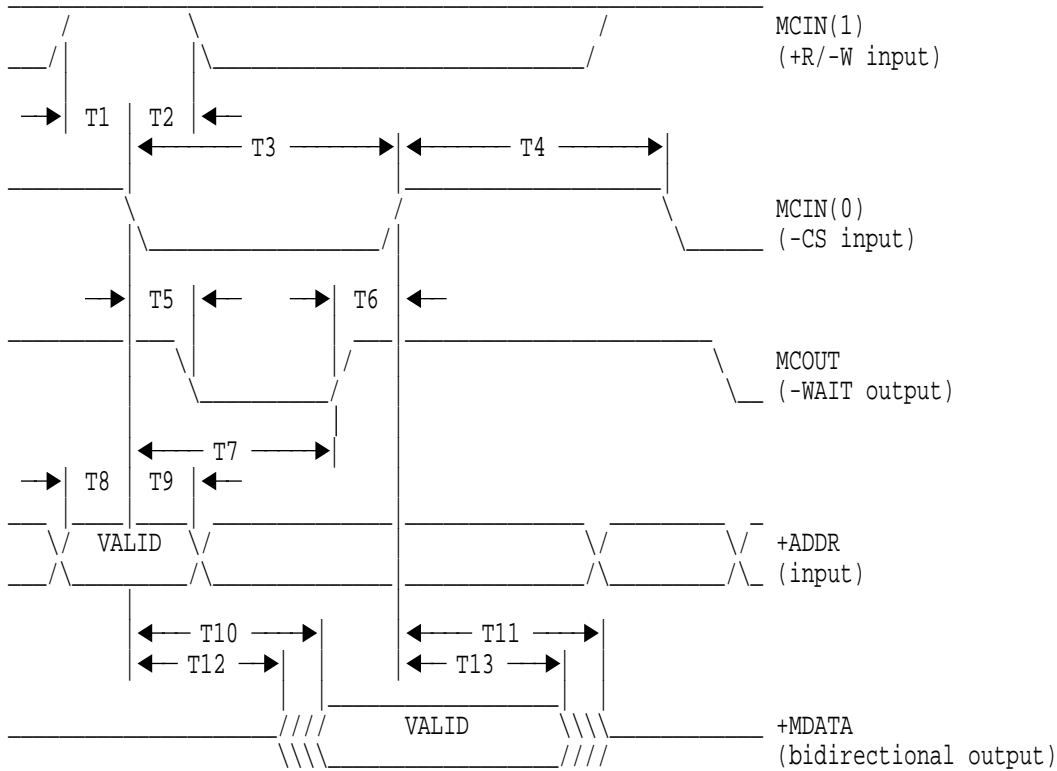 MCIN(1)
(+R/-W input)
T1 T2
T3 T4
MCIN(0)
(-CS input)
T5 T6
MCOUT
(-WAIT output)
T7
T8 T9
VALID +ADDR
(input)
T10 T11
T12 T13
VALID +MDATA
(bidirectional output)